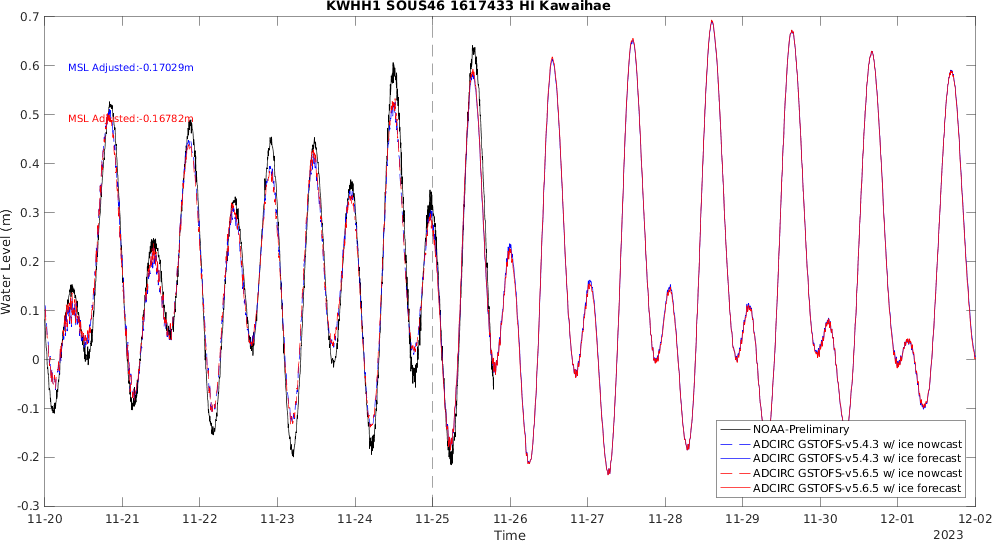 KWHH1 SOUS46 1617433 HI Kawaihae
0.7
0.6
0.5
0.4
0.3
0.2
0.1
0
-0.1
-0.2
-0.3
Water Level (m)
MSL Adjusted:-0.17029m
MSL Adjusted:-0.16782m
NOAA-Preliminary
ADCIRC GSTOFS-v5.4.3 w/ ice nowcast
ADCIRC GSTOFS-v5.4.3 w/ ice forecast
ADCIRC GSTOFS-v5.6.5 w/ ice nowcast
ADCIRC GSTOFS-v5.6.5 w/ ice forecast
11-20 11-21 11-22 11-23 11-24 11-25 11-26 11-27 11-28 11-29 11-30 12-01 12-02
Time
2023